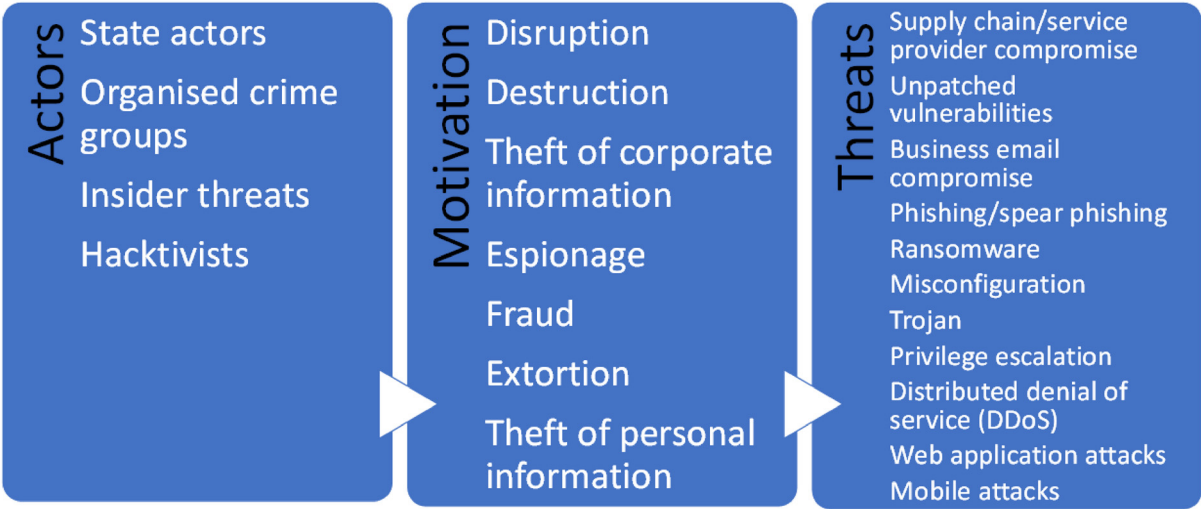 Actors
State actors
Organised crime
groups
Insider threats
Hacktivists
Motivation
Disruption
Destruction
Theft of corporate
information
Espionage
Fraud
Extortion
Theft of personal
information
Threats
Supply chain/service
provider compromise
Unpatched
vulnerabilities
Business email
compromise
Phishing/spear phishing
Ransomware
Misconfiguration
Trojan
Privilege escalation
Distributed denial of
service (DDoS)
Web application attacks
Mobile attacks